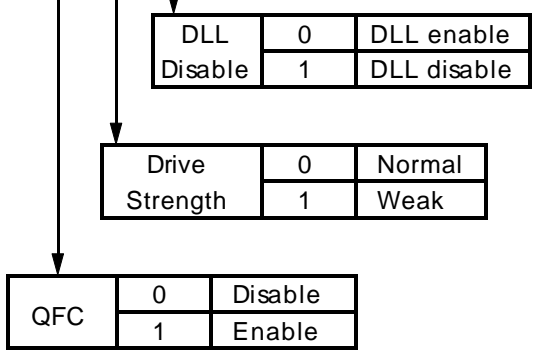 DLL Disable 0 DLL enable
1 DLL disable
Drive Strength 0 Normal
1 Weak
QFC 0 Disable
1 Enable